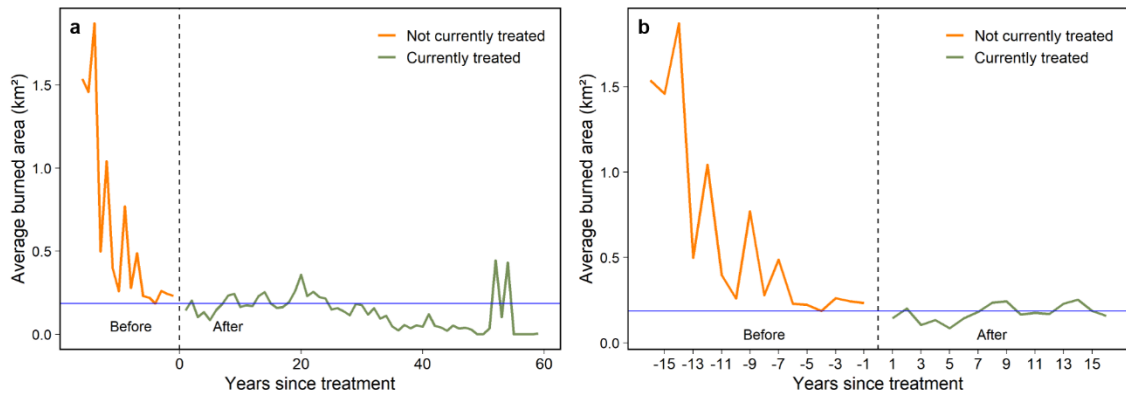 a
Not currently treated
Currently treated
Average burned area (km²)
1.5
1.0
0.5
0.0
Before
After
0
20
40
60
Years since treatment
b
Not currently treated
Currently treated
Average burned area (km²)
1.5
1.0
0.5
0.0
Before
After
-15 -13 -11 -9 -7 -5 -3 -1 1 3 5 7 9 11 13 15
Years since treatment